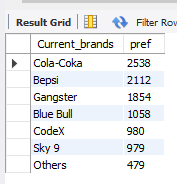 Result Grid Filter Row
Current_brands pref
Cola-Coka 2538
Bepsi 2112
Gangster 1854
Blue Bull 1058
CodeX 980
Sky 9 979
Others 479